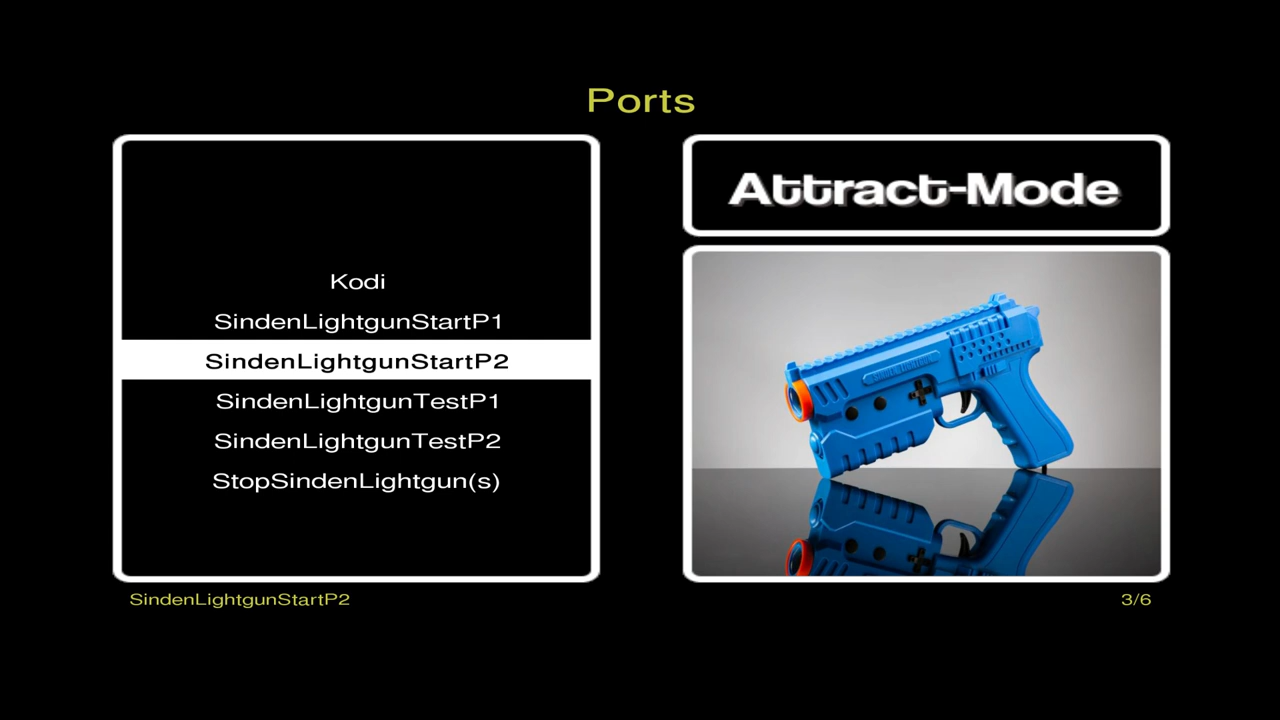 Ports
Kodi
SindenLightgunStartP1
SindenLightgunStartP2
SindenLightgunTestP1
SindenLightgunTestP2
StopSindenLightgun(s)
Attract-Mode
SindenLightgunStartP2
3/6